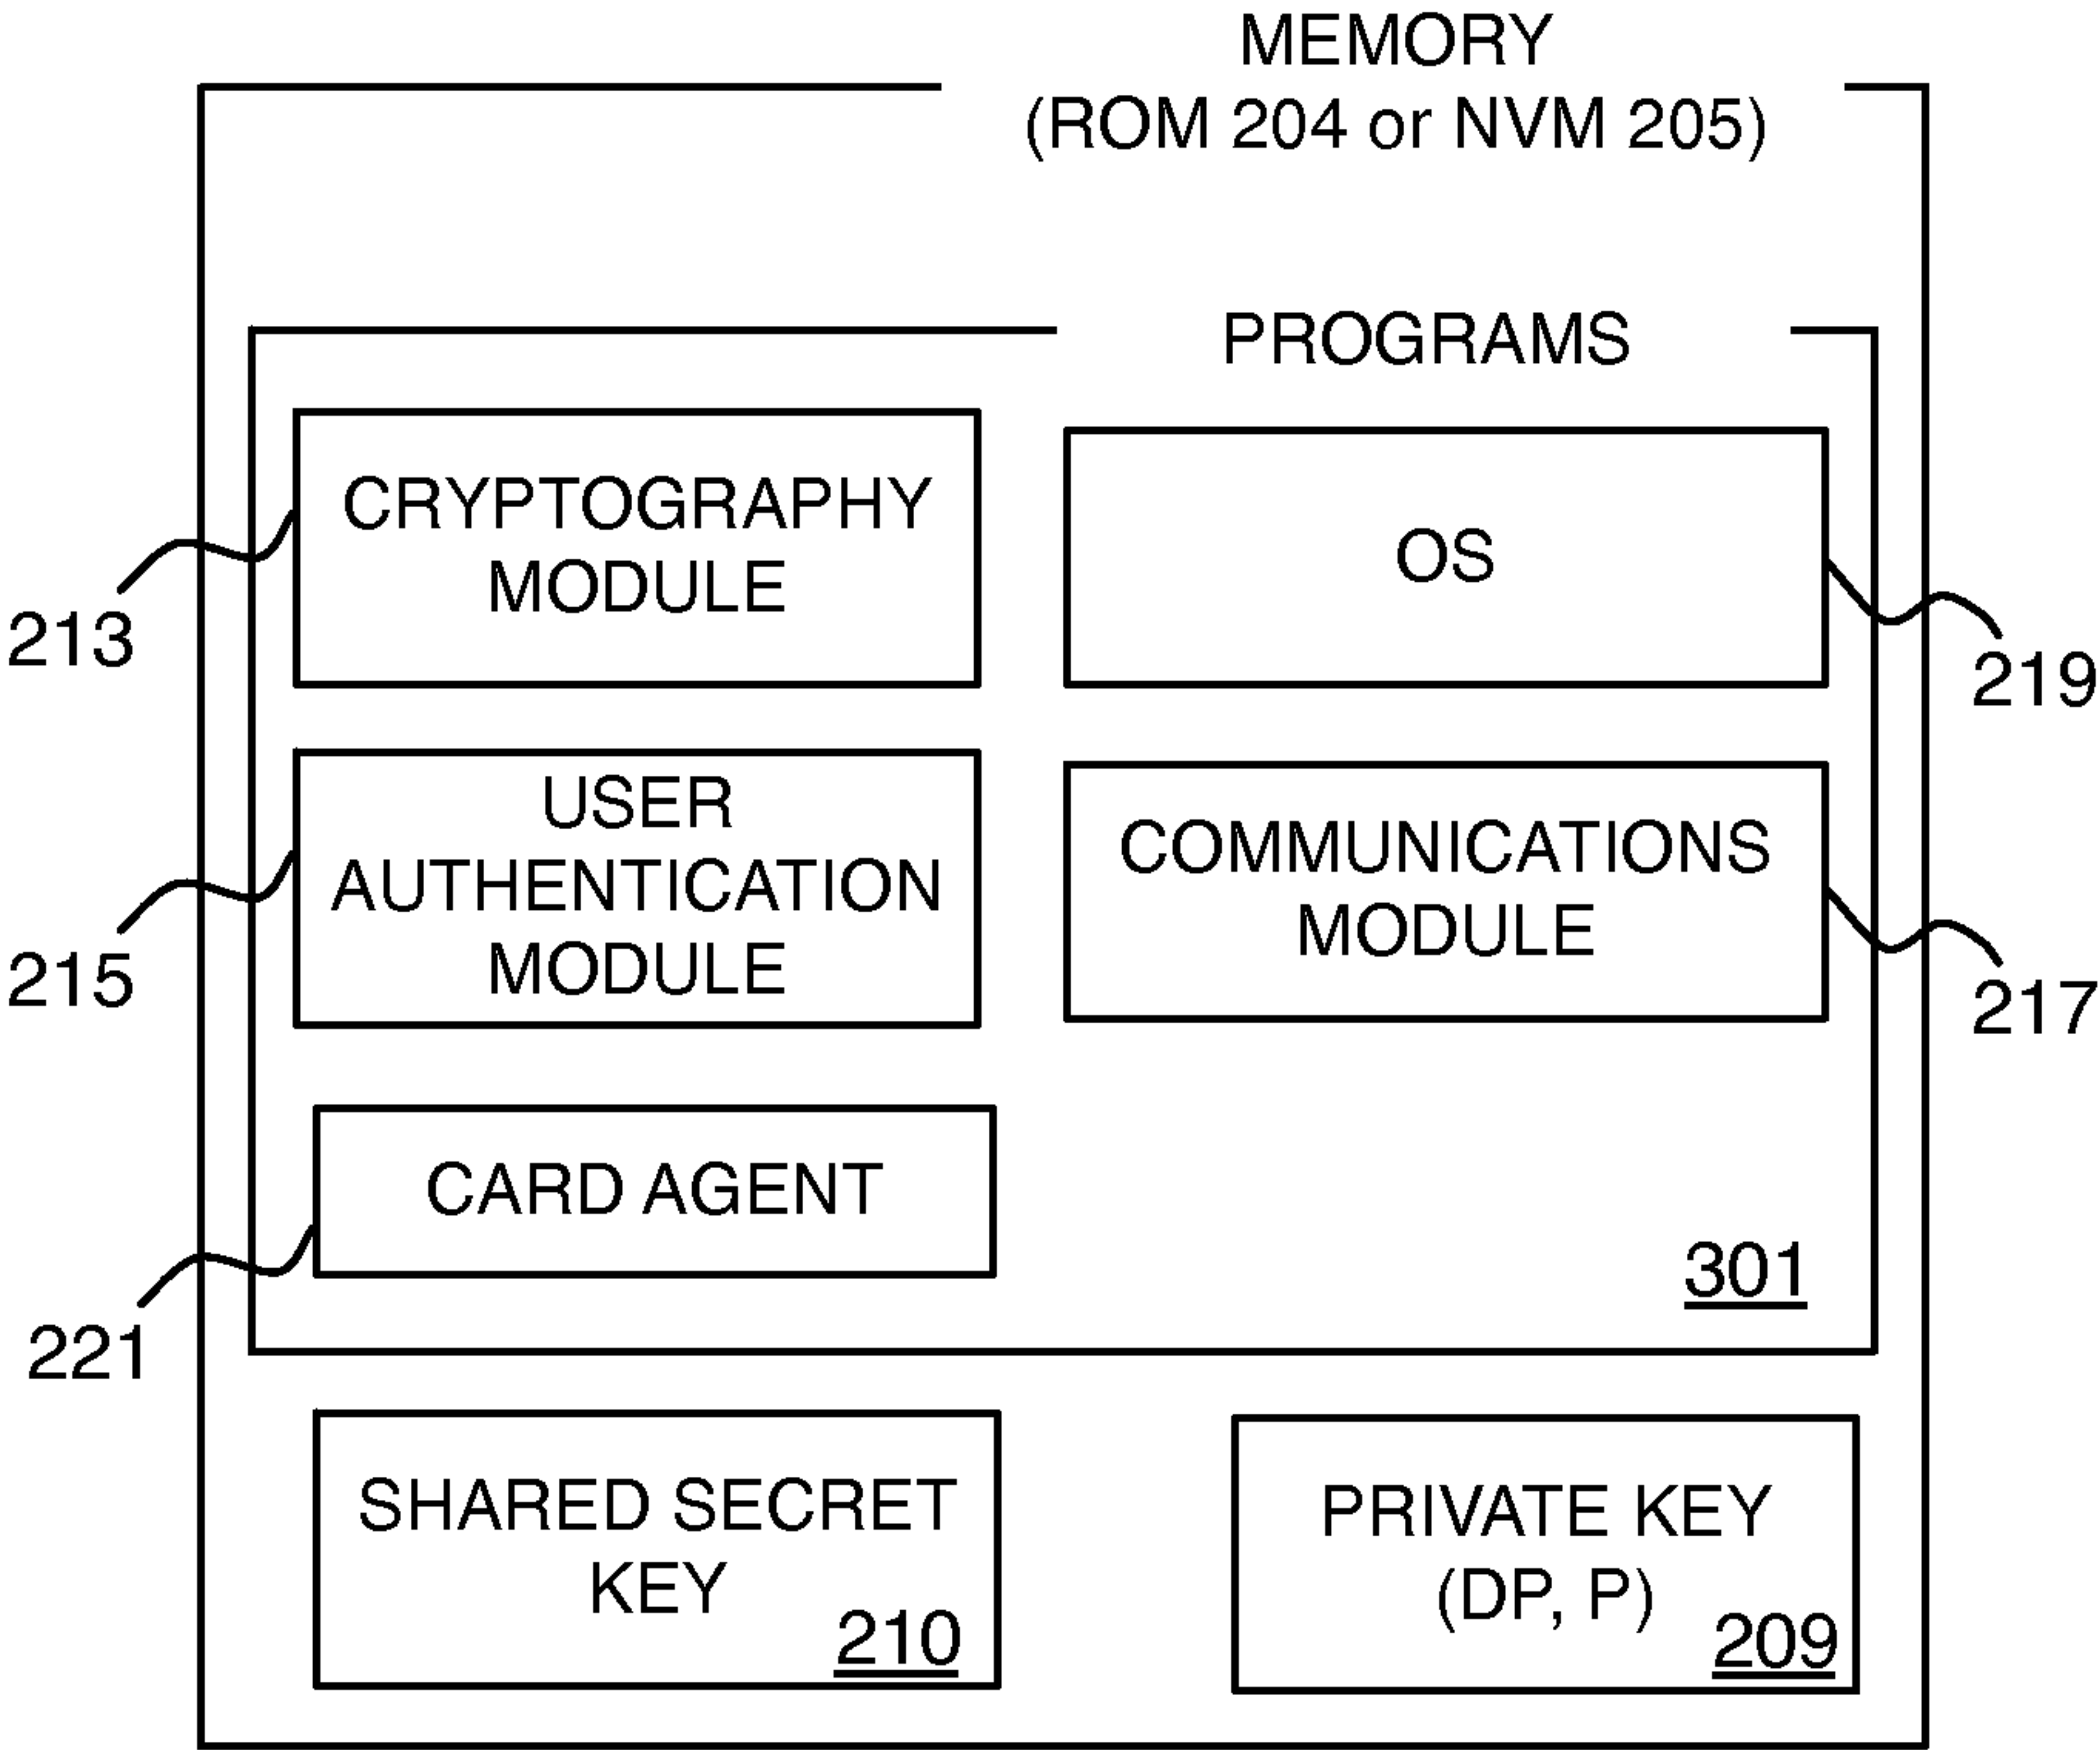 MEMORY
(ROM 204 or NVM 205)
PROGRAMS
CRYPTOGRAPHY
MODULE
213
OS
219
USER
AUTHENTICATION
MODULE
215
COMMUNICATIONS
MODULE
217
CARD AGENT
221
301
SHARED SECRET
KEY
210
PRIVATE KEY
(DP, P)
209